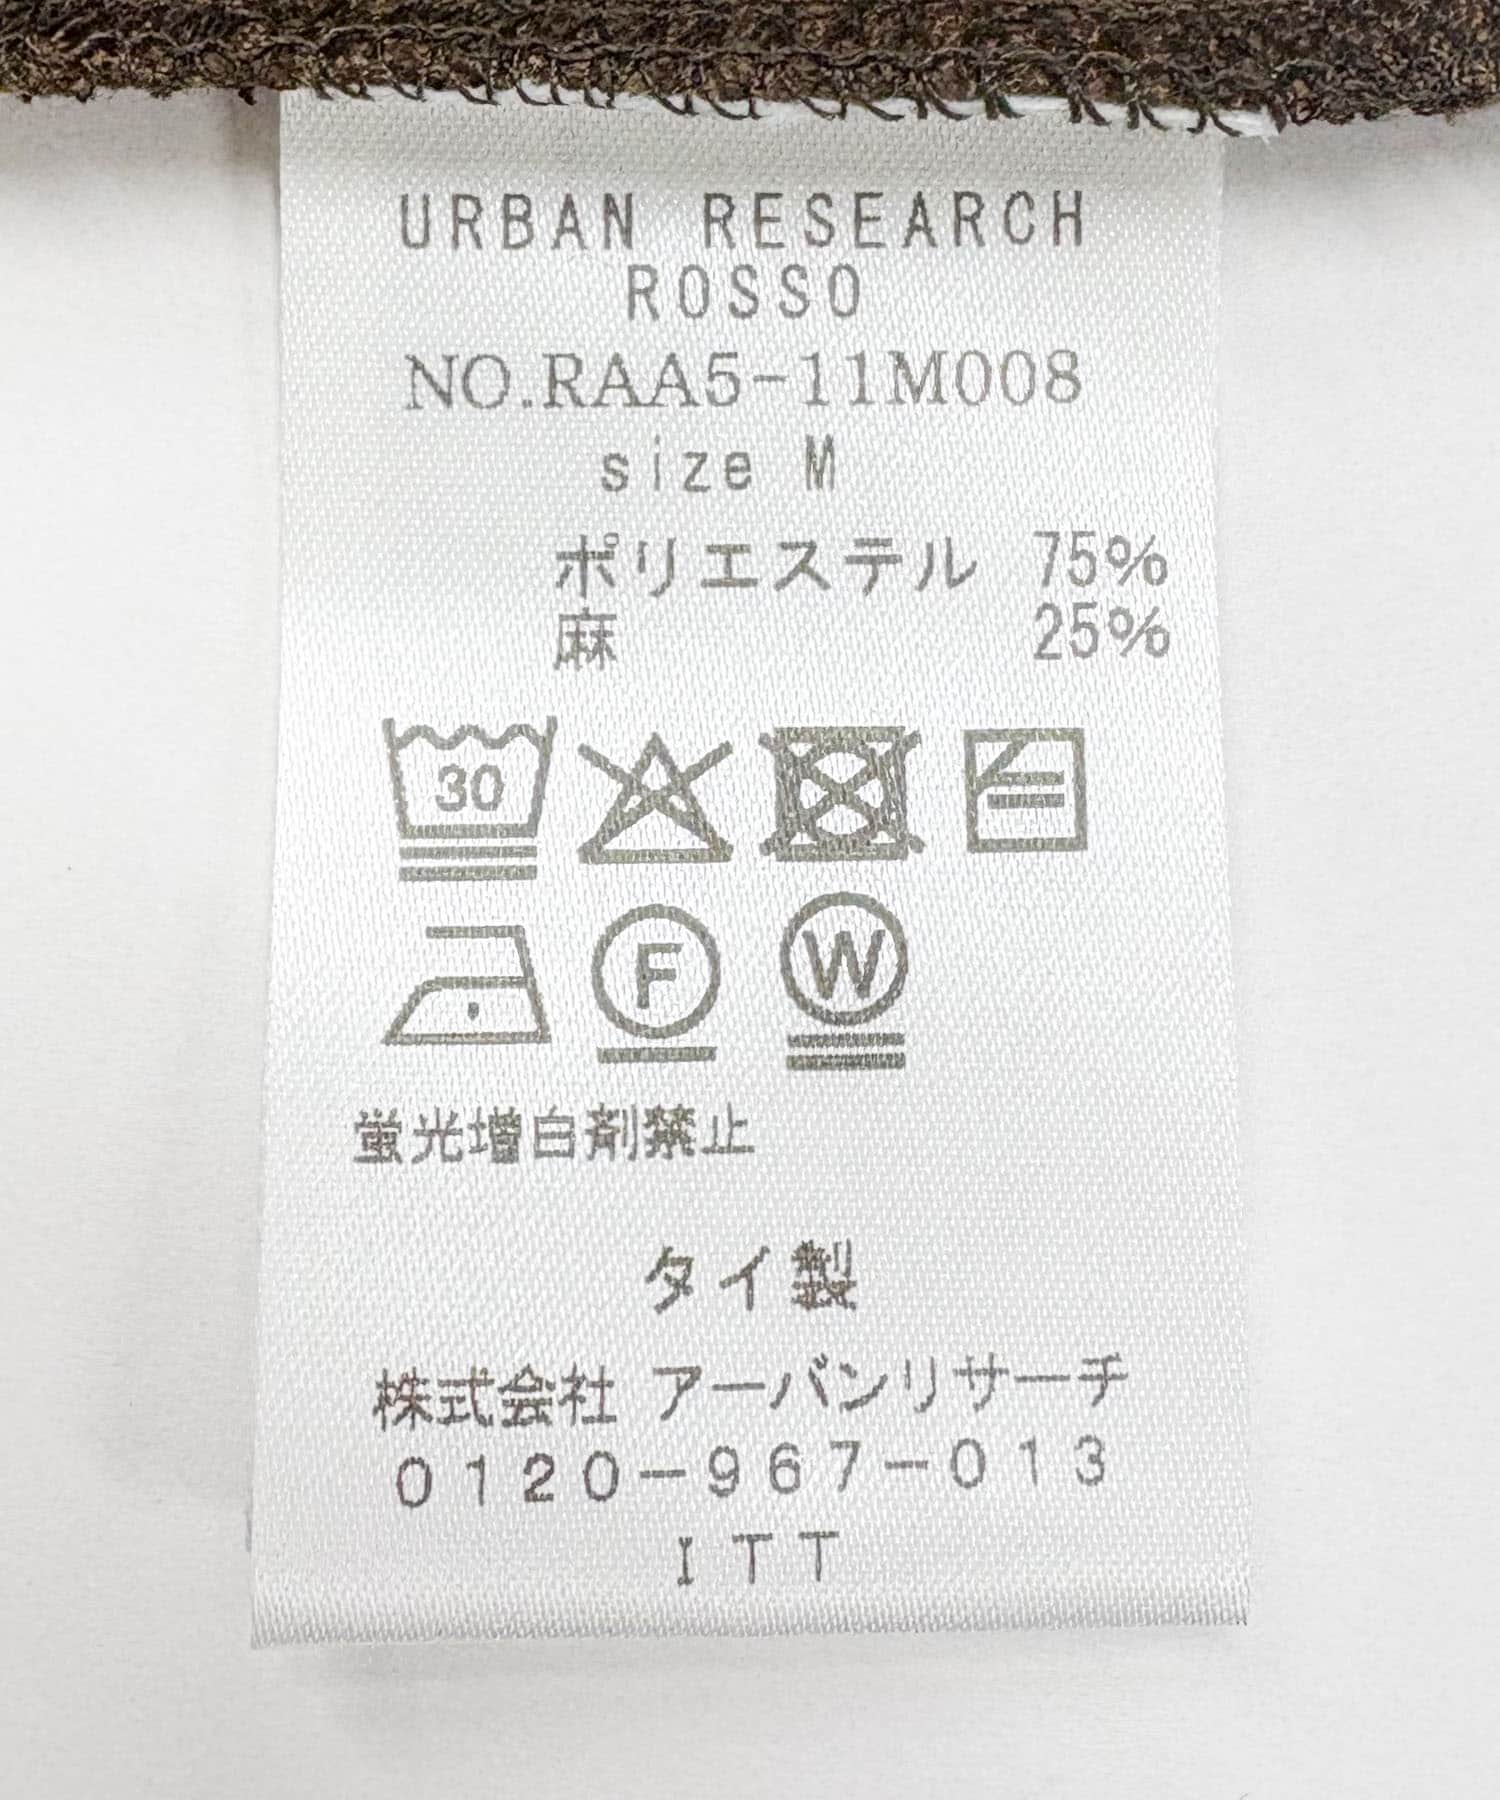 URBAN RESEARCH
ROSSO
NO.RAA5-11M008
size M
ポリエステル 75%
麻 25%
30
F
W
蛍光増白剤禁止
タイ製
株式会社 アーバンリサーチ
0120-967-013
ITT